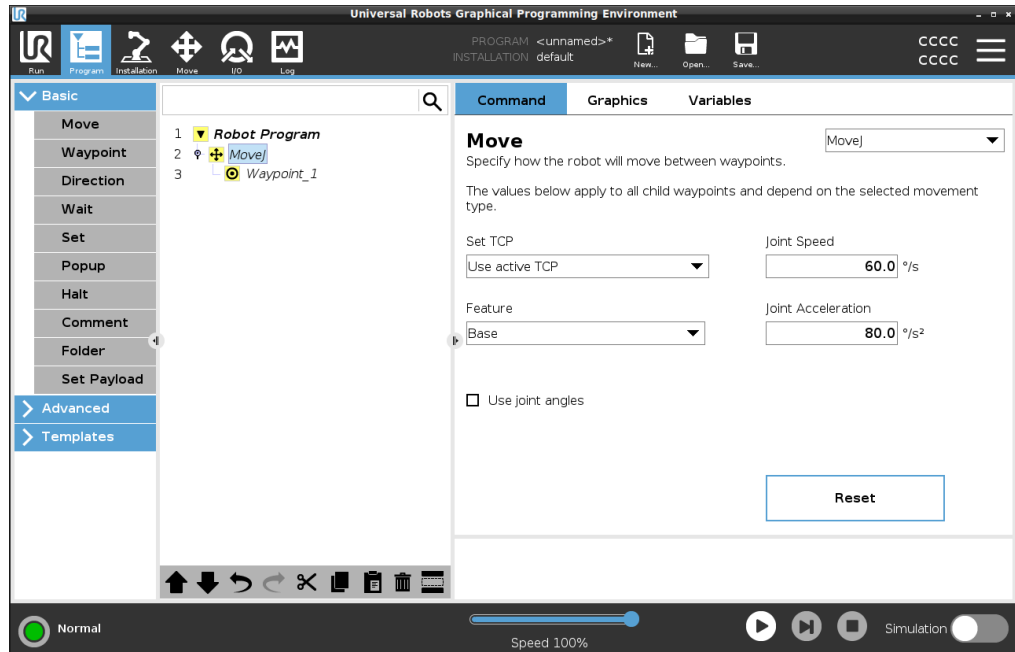 Universal Robots Graphical Programming Environment
UR
Run
Program
Installation
Move
I/O
Log
PROGRAM <unnamed>*
INSTALLATION default
New...
Open...
Save...
CCCC
CCCC
Basic
Move
Waypoint
Direction
Wait
Set
Popup
Halt
Comment
Folder
Set Payload
Advanced
Templates
1 Robot Program
2 MoveJ
3 Waypoint_1
Command Graphics Variables
Move
MoveJ
Specify how the robot will move between waypoints.
The values below apply to all child waypoints and depend on the selected movement
type.
Set TCP
Use active TCP
Joint Speed
60.0 °/s
Feature
Base
Joint Acceleration
80.0 °/s²
Use joint angles
Reset
Normal
Speed 100%
Simulation